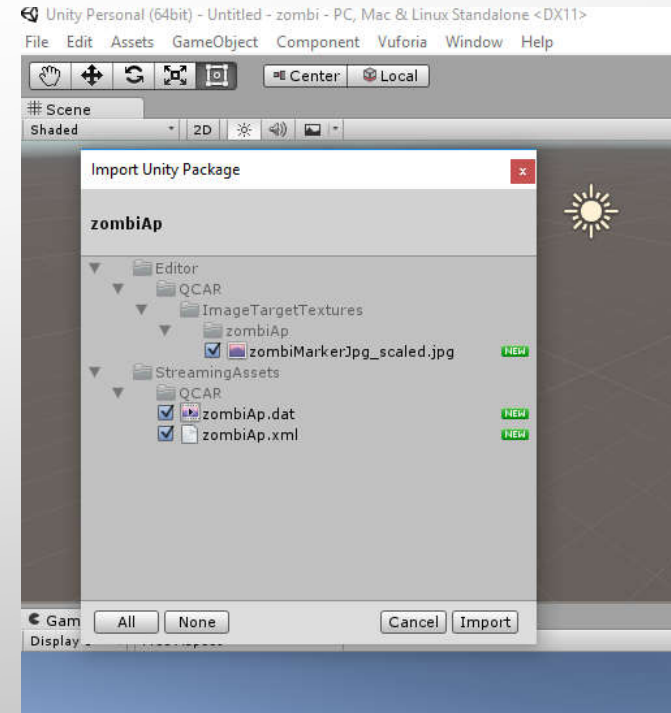 Unity Personal (64bit) - Untitled - zombi - PC, Mac & Linux Standalone <DX11>
File Edit Assets GameObject Component Vuforia Window Help
Center Local
# Scene
Shaded 2D
Import Unity Package x
zombiAp
Editor
QCAR
ImageTargetTextures
zombiAp
zombiMarkerJpg_scaled.jpg NEW
StreamingAssets
QCAR
zombiAp.dat NEW
zombiAp.xml NEW
Gam
All None Cancel Import
Display